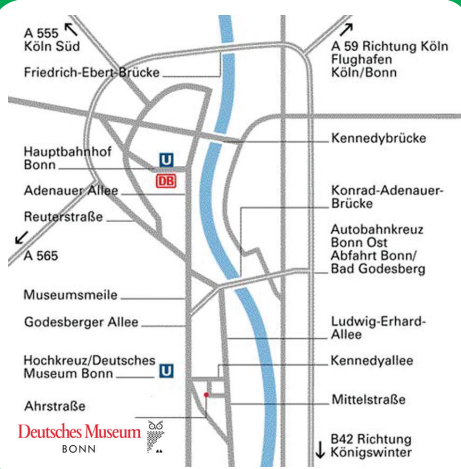 A 555
Köln Süd
A 59 Richtung Köln
Flughafen
Köln/Bonn
Friedrich-Ebert-Brücke
Kennedybrücke
Hauptbahnhof
Bonn
U
DB
Adenauer Allee
Konrad-Adenauer-
Brücke
Reuterstraße
Autobahnkreuz
Bonn Ost
Abfahrt Bonn/
Bad Godesberg
A 565
Museumsmeile
Godesberger Allee
Ludwig-Erhard-
Allee
Hochkreuz/Deutsches
Museum Bonn
U
Kennedyallee
Ahrstraße
Mittelstraße
Deutsches Museum
BONN
B42 Richtung
Königswinter